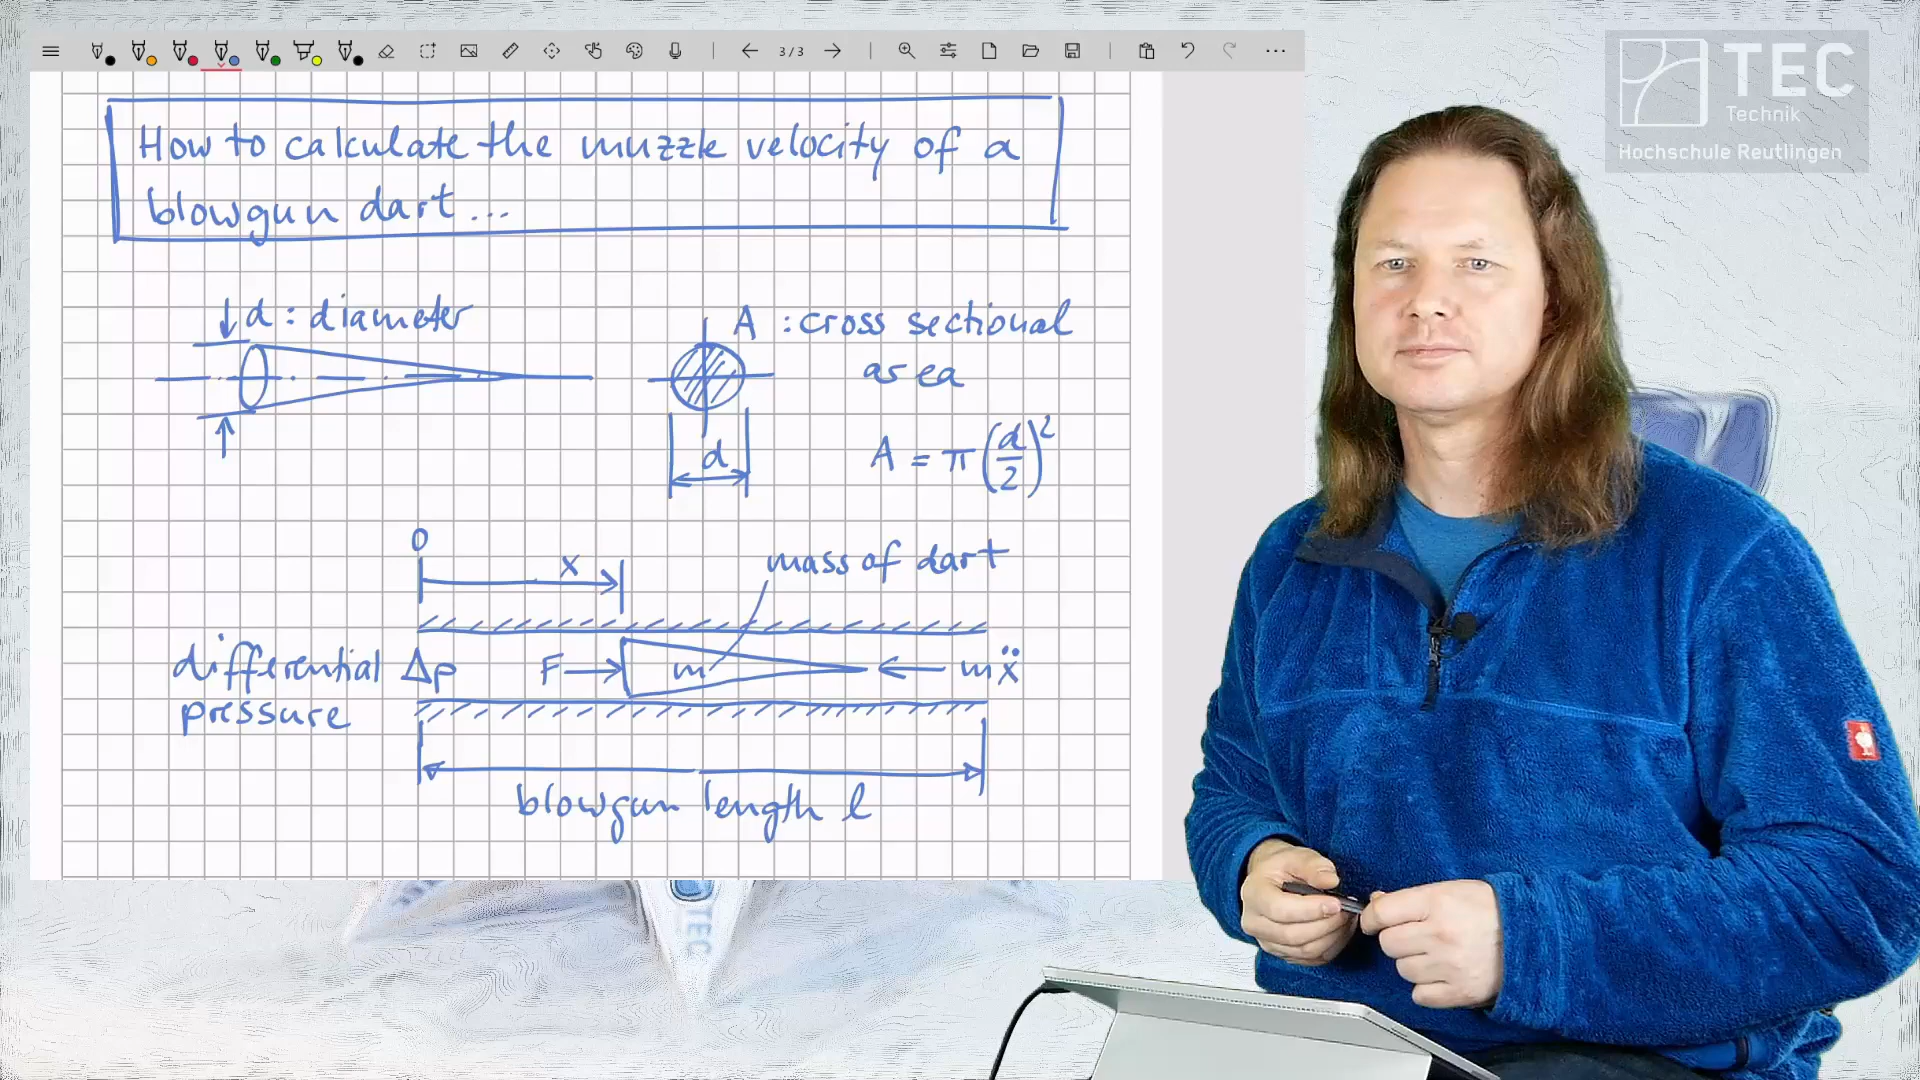 3/3
TEC
Technik
Hochschule Reutlingen
How to calculate the muzzle velocity of a
blowgun dart...
d : diameter
A : cross sectional
area
d
A = π(d/2)²
0
x
mass of dart
differential Δp F m mẍ
pressure
blowgun length l
TEC